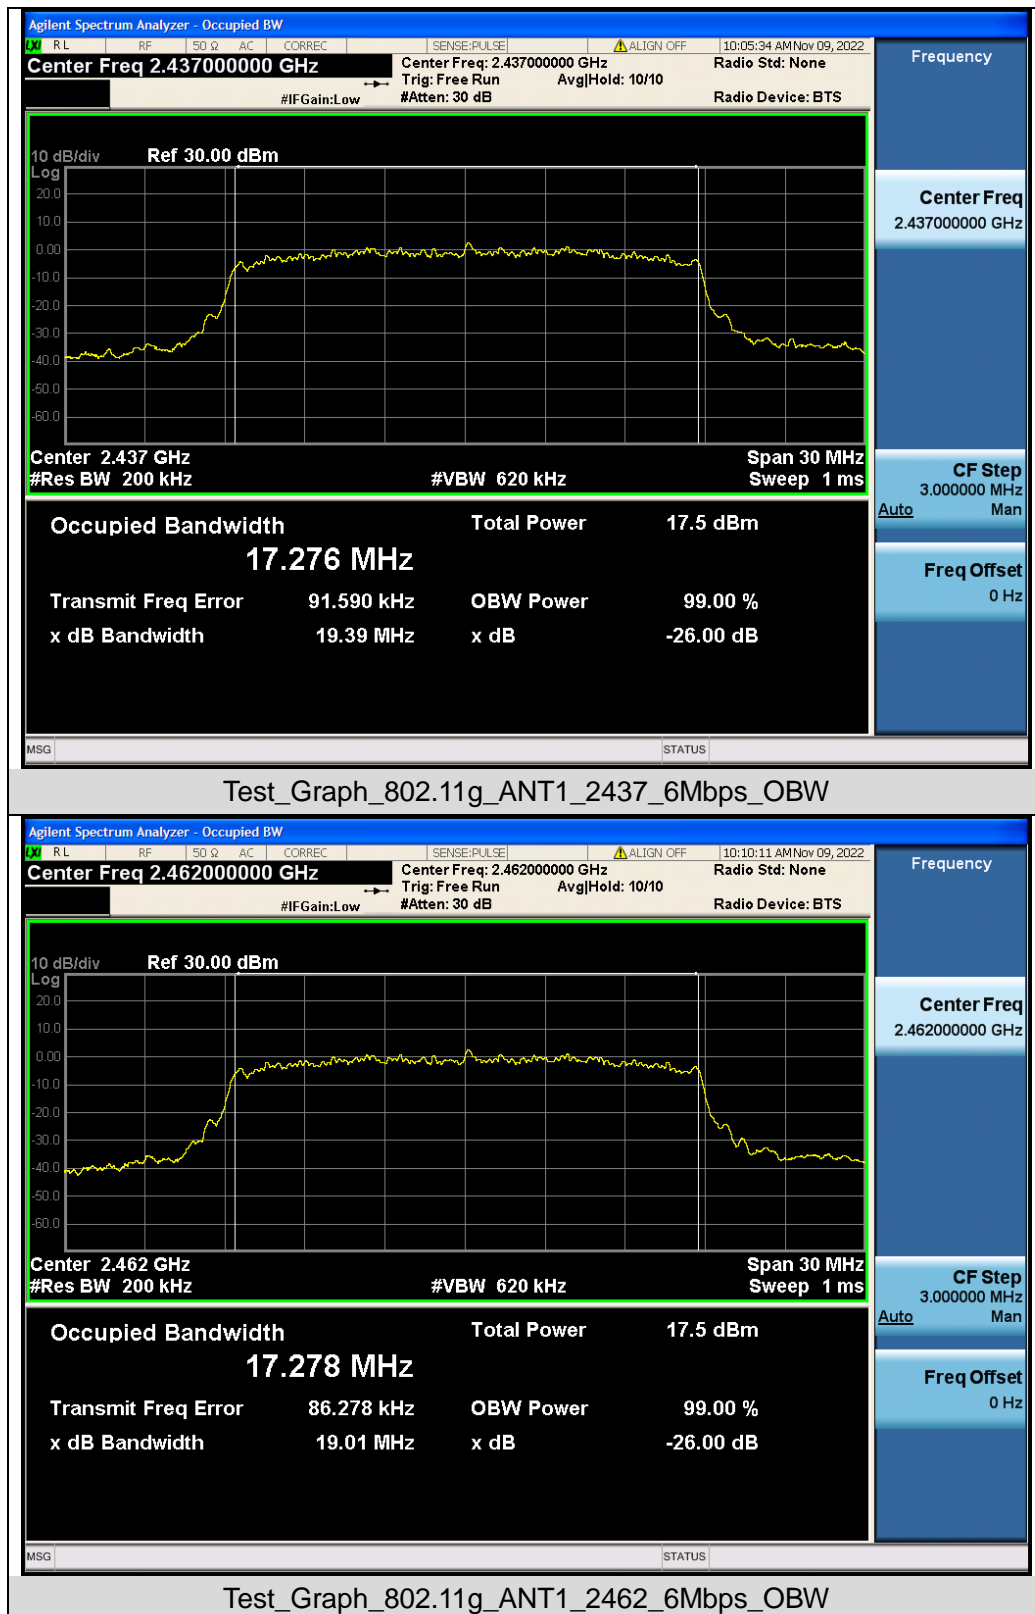 Agilent Spectrum Analyzer - Occupied BW
LXI RL RF 50 Ω AC CORREC SENSE:PULSE ALIGN OFF 10:05:34 AM Nov 09, 2022
Center Freq 2.437000000 GHz
Center Freq: 2.437000000 GHz
Radio Std: None
Trig: Free Run Avg|Hold: 10/10
#IFGain:Low
#Atten: 30 dB
Radio Device: BTS
Frequency
10 dB/div Ref 30.00 dBm
Log
20.0
10.0
0.00
-10.0
-20.0
-30.0
-40.0
-50.0
-60.0
Center Freq
2.437000000 GHz
Center 2.437 GHz Span 30 MHz
#Res BW 200 kHz #VBW 620 kHz Sweep 1 ms
CF Step
3.000000 MHz
Auto Man
Freq Offset
0 Hz
Occupied Bandwidth Total Power 17.5 dBm
17.276 MHz
Transmit Freq Error 91.590 kHz OBW Power 99.00 %
x dB Bandwidth 19.39 MHz x dB -26.00 dB
MSG STATUS
Test_Graph_802.11g_ANT1_2437_6Mbps_OBW
Agilent Spectrum Analyzer - Occupied BW
LXI RL RF 50 Ω AC CORREC SENSE:PULSE ALIGN OFF 10:10:11 AM Nov 09, 2022
Center Freq 2.462000000 GHz
Center Freq: 2.462000000 GHz
Radio Std: None
Trig: Free Run Avg|Hold: 10/10
#IFGain:Low
#Atten: 30 dB
Radio Device: BTS
Frequency
10 dB/div Ref 30.00 dBm
Log
20.0
10.0
0.00
-10.0
-20.0
-30.0
-40.0
-50.0
-60.0
Center Freq
2.462000000 GHz
Center 2.462 GHz Span 30 MHz
#Res BW 200 kHz #VBW 620 kHz Sweep 1 ms
CF Step
3.000000 MHz
Auto Man
Freq Offset
0 Hz
Occupied Bandwidth Total Power 17.5 dBm
17.278 MHz
Transmit Freq Error 86.278 kHz OBW Power 99.00 %
x dB Bandwidth 19.01 MHz x dB -26.00 dB
MSG STATUS
Test_Graph_802.11g_ANT1_2462_6Mbps_OBW